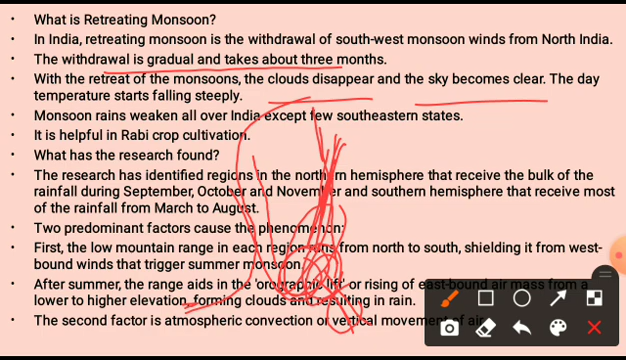 • What is Retreating Monsoon?
• In India, retreating monsoon is the withdrawal of south-west monsoon winds from North India.
• The withdrawal is gradual and takes about three months.
• With the retreat of the monsoons, the clouds disappear and the sky becomes clear. The day
temperature starts falling steeply.
• Monsoon rains weaken all over India except few southeastern states.
• It is helpful in Rabi crop cultivation.
• What has the research found?
• The research has identified regions in the northern hemisphere that receive the bulk of the
rainfall during September, October and November and southern hemisphere that receive most
of the rainfall from March to August.
• Two predominant factors cause the phenomenon:
• First, the low mountain range in each region runs from north to south, shielding it from west-
bound winds that trigger summer monsoon.
• After summer, the range aids in the 'orographic lift' or rising of east-bound air mass from a
lower to higher elevation, forming clouds and resulting in rain.
• The second factor is atmospheric convection or vertical movement of air.